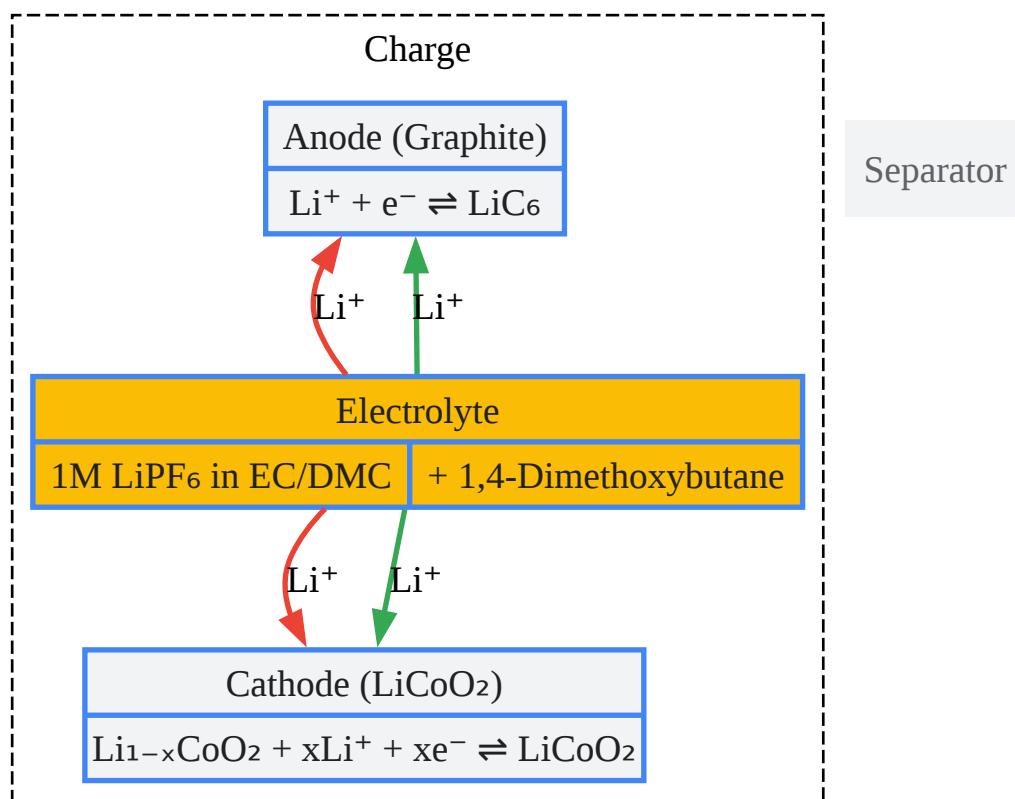 Charge
Separator
Anode (Graphite)
Li⁺ + e⁻ ⇌ LiC₆
Li⁺ Li⁺
Electrolyte
1M LiPF₆ in EC/DMC + 1,4-Dimethoxybutane
Li⁺ Li⁺
Cathode (LiCoO₂)
Li₁₋ₓCoO₂ + xLi⁺ + xe⁻ ⇌ LiCoO₂